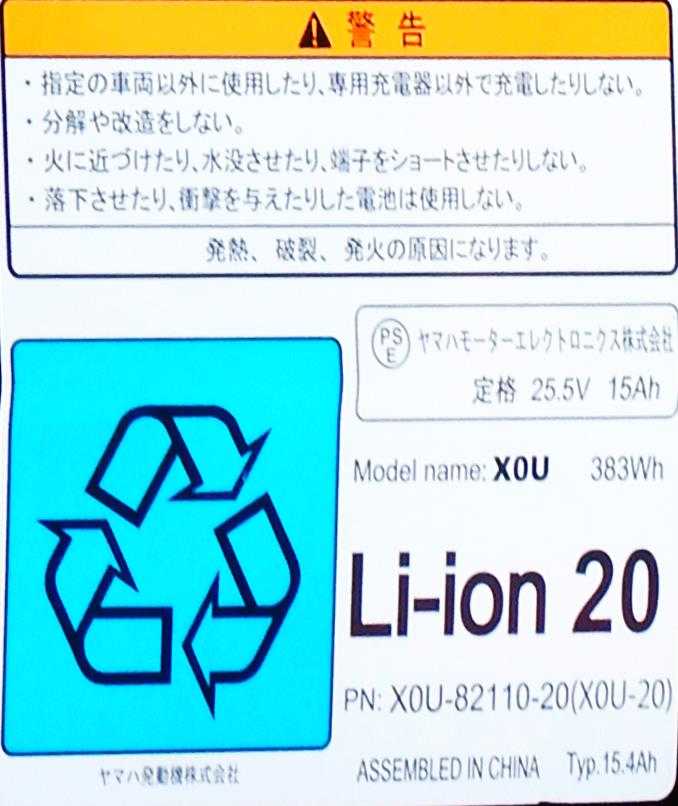 警告
・指定の車両以外に使用したり、専用充電器以外で充電したりしない。
・分解や改造をしない。
・火に近づけたり、水没させたり、端子をショートさせたりしない。
・落下させたり、衝撃を与えたりした電池は使用しない。
発熱、破裂、発火の原因になります。
PSE ヤマハモーターエレクトロニクス株式会社
定格 25.5V 15Ah
Model name: X0U 383Wh
Li-ion 20
PN: X0U-82110-20(X0U-20)
ASSEMBLED IN CHINA Typ.15.4Ah
ヤマハ発動機株式会社